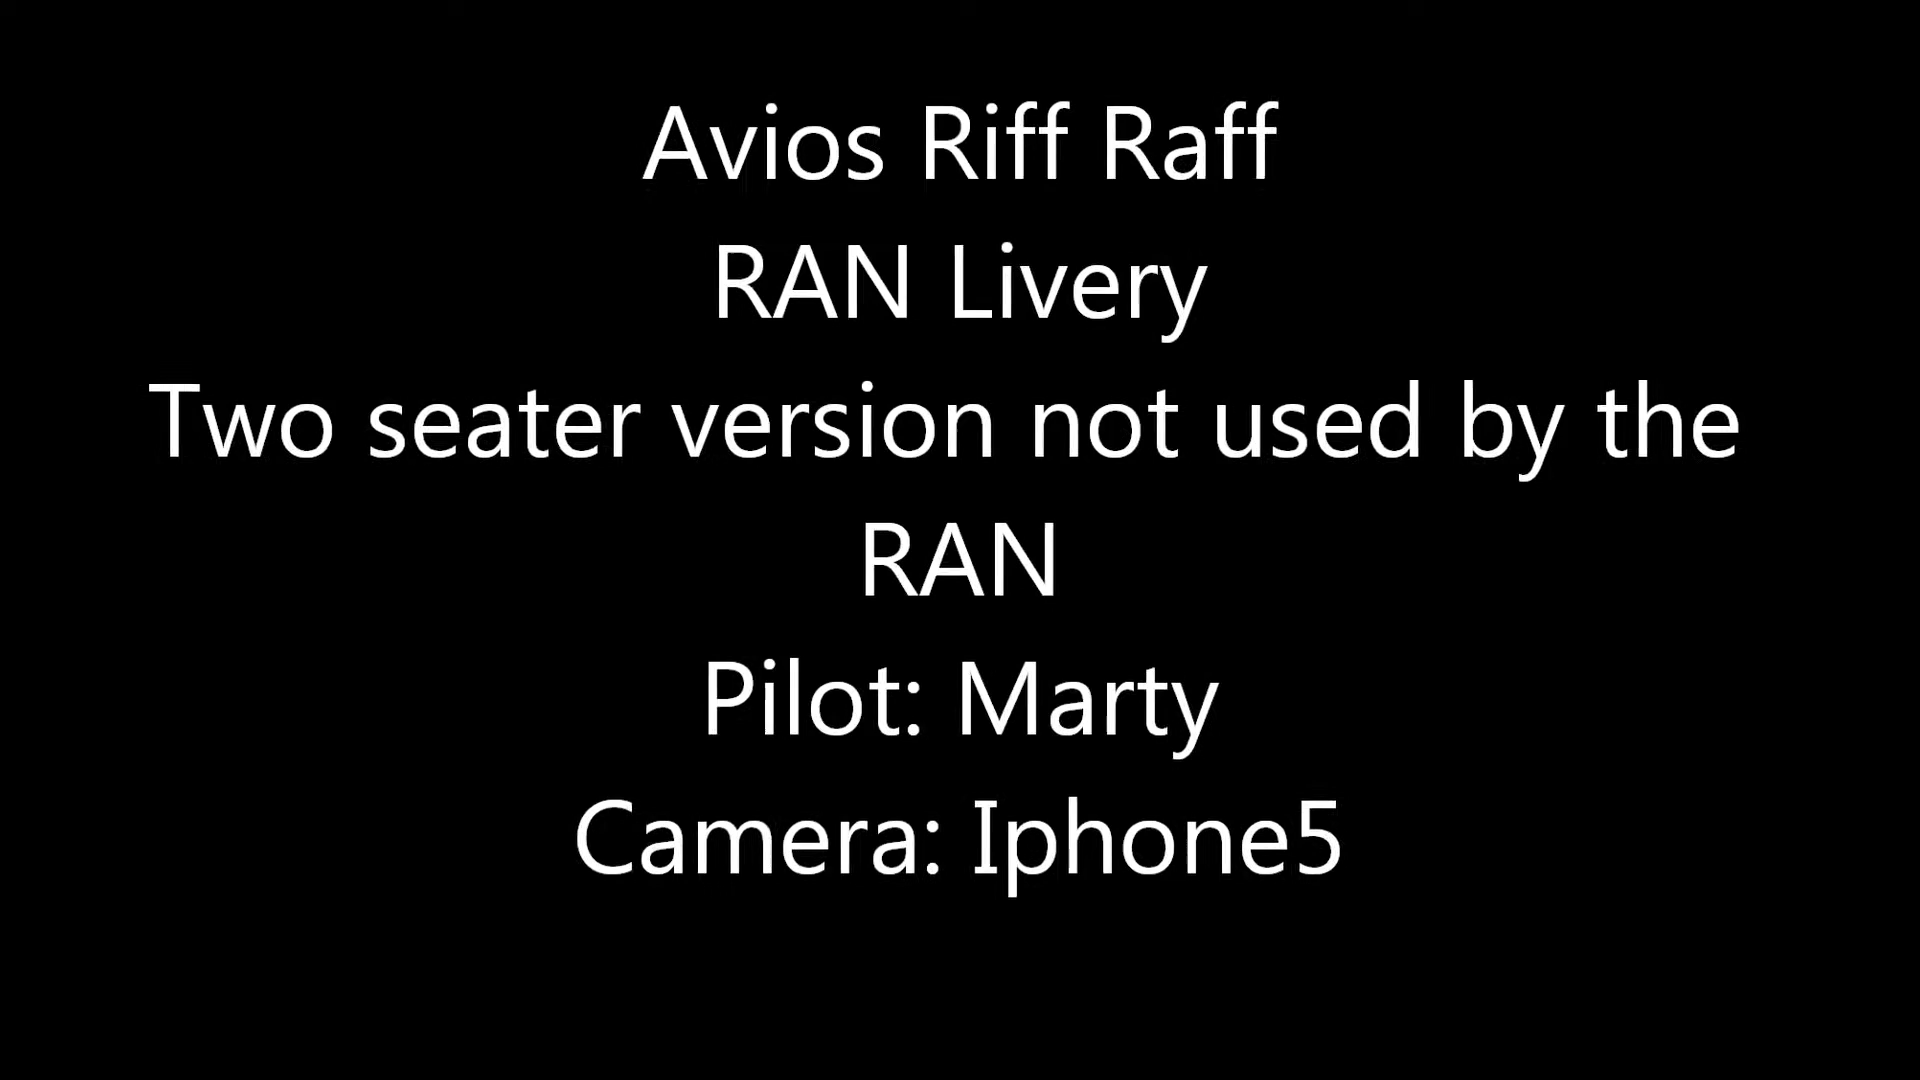 Avios Riff Raff
RAN Livery
Two seater version not used by the
RAN
Pilot: Marty
Camera: Iphone5